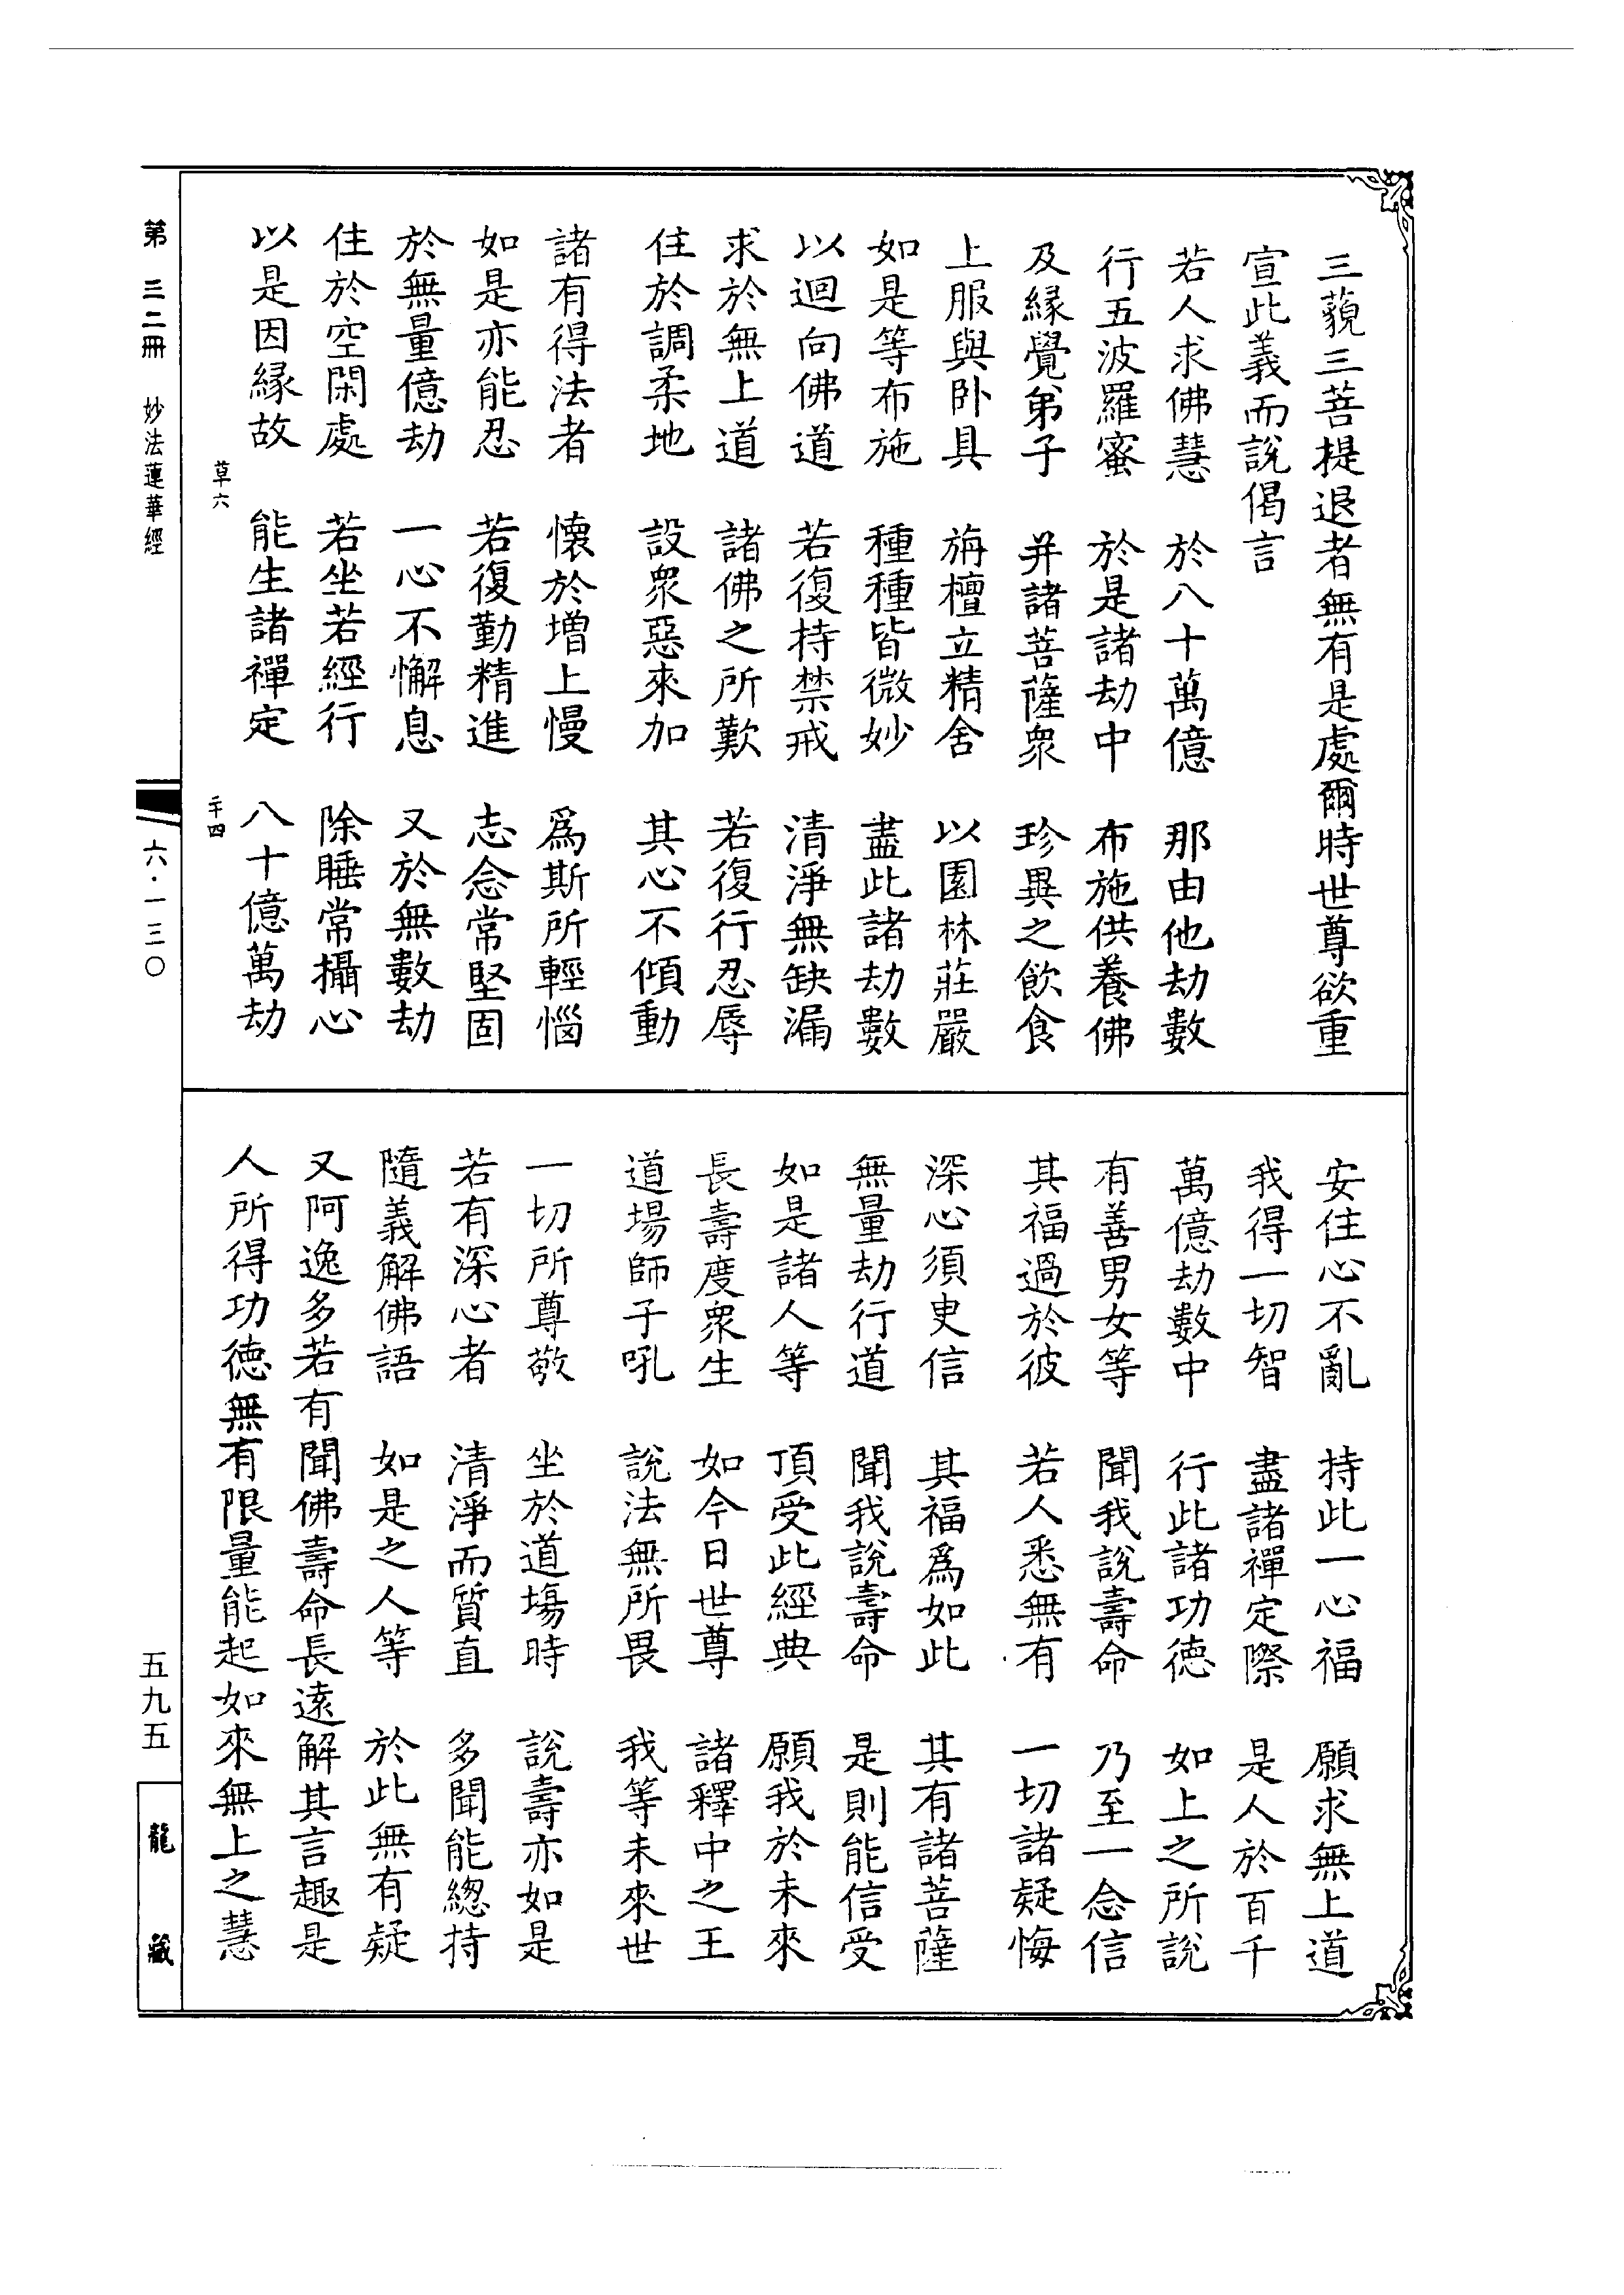 三藐三菩提退者無有是處爾時世尊欲重
宣此義而說偈言
若人求佛慧　於八十萬億　那由他劫數
行五波羅蜜　於是諸劫中　布施供養佛
及緣覺弟子　并諸菩薩衆　珍異之飲食
上服與卧具　旃檀立精舍　以園林莊嚴
如是等布施　種種皆微妙　盡此諸劫數
以迴向佛道　若復持禁戒　清淨無缺漏
求於無上道　諸佛之所歎　若復行忍辱
住於調柔地　設衆惡來加　其心不傾動
諸有得法者　懷於增上慢　爲斯所輕惱
如是亦能忍　若復勤精進　志念常堅固
於無量億劫　一心不懈息　又於無數劫
住於空閑處　若坐若經行　除睡常攝心
以是因緣故　能生諸禪定　八十億萬劫
草六　二十四
安住心不亂　持此一心福　願求無上道
我得一切智　盡諸禪定際　是人於百千
萬億劫數中　行此諸功德　如上之所說
有善男女等　聞我說壽命　乃至一念信
其福過於彼　若人悉無有　一切諸疑悔
深心須臾信　其福爲如此　其有諸菩薩
無量劫行道　聞我說壽命　是則能信受
如是諸人等　頂受此經典　願我於未來
長壽度衆生　如今日世尊　諸釋中之王
道場師子吼　說法無所畏　我等未來世
一切所尊敬　坐於道場時　說壽亦如是
若有深心者　清淨而質直　多聞能緫持
隨義解佛語　如是之人等　於此無有疑
又阿逸多若有聞佛壽命長遠解其言趣是
人所得功德無有限量能起如來無上之慧
第三二冊　妙法蓮華經　六·一三〇　五九五　龍藏